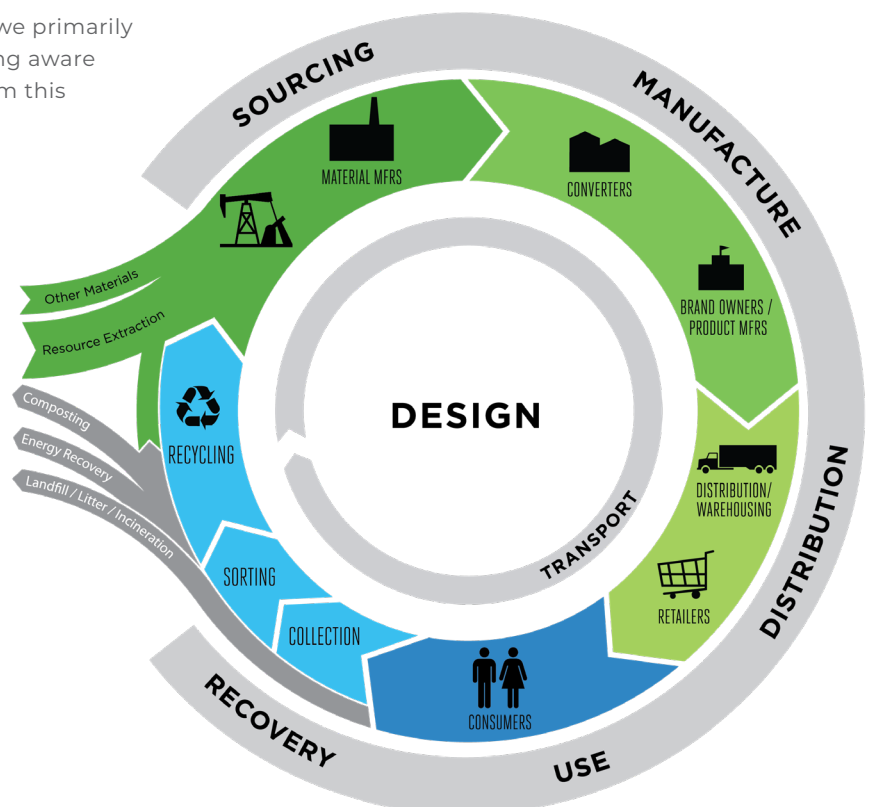 we primarily
ng aware
m this
SOURCING
MANUFACTURE
DISTRIBUTION
USE
RECOVERY
MATERIAL MFRS
CONVERTERS
BRAND OWNERS /
PRODUCT MFRS
DISTRIBUTION/
WAREHOUSING
RETAILERS
CONSUMERS
COLLECTION
SORTING
RECYCLING
Other Materials
Resource Extraction
Composting
Energy Recovery
Landfill / Litter / Incineration
DESIGN
TRANSPORT